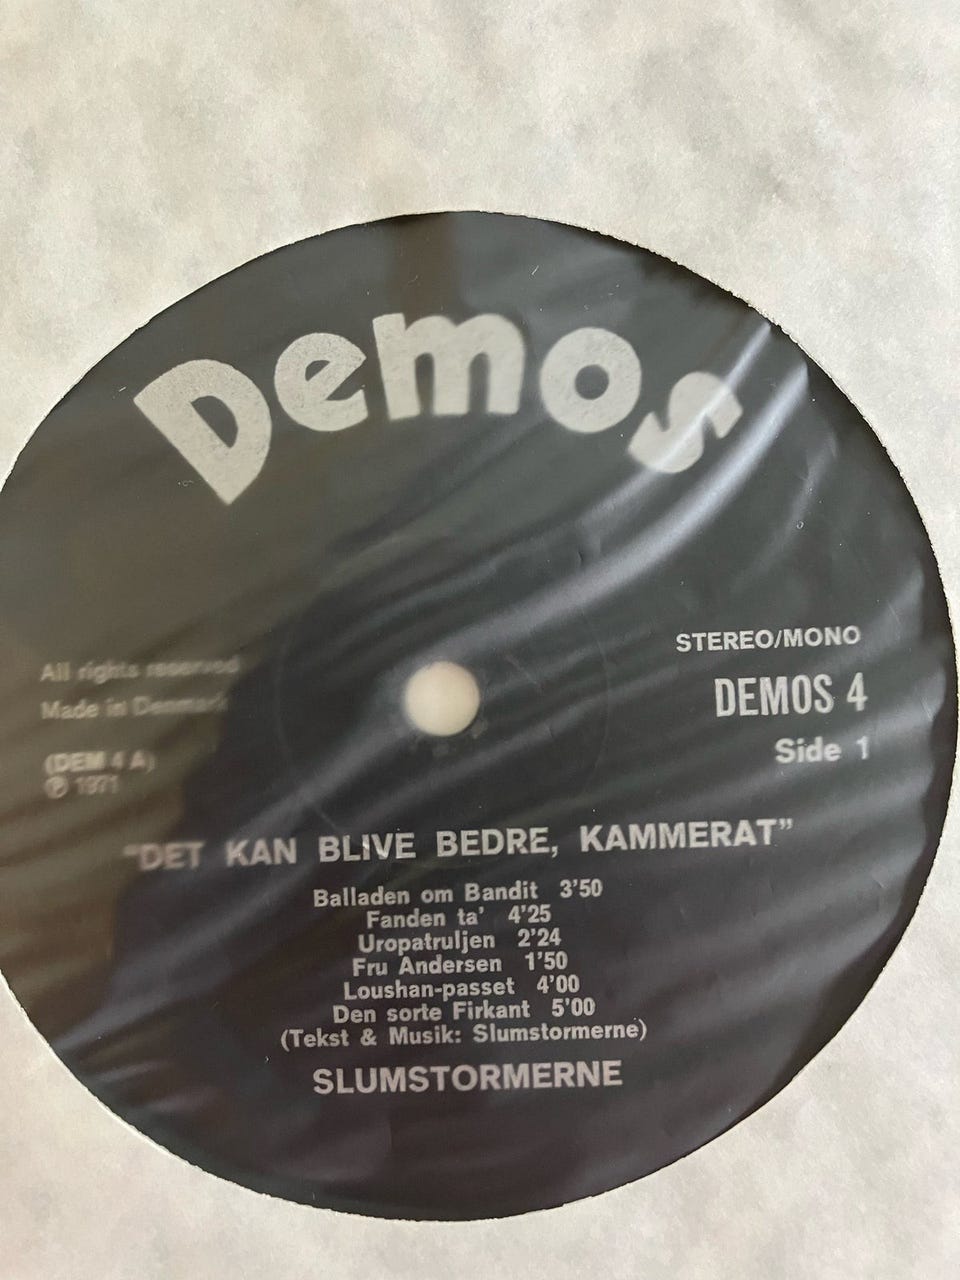 Demos
STEREO/MONO
DEMOS 4
Side 1
All rights reserved
Made in Denmark
(DEM 4 A)
℗ 1971
"DET KAN BLIVE BEDRE, KAMMERAT"
Balladen om Bandit 3'50
Fanden ta' 4'25
Uropatruljen 2'24
Fru Andersen 1'50
Loushan-passet 4'00
Den sorte Firkant 5'00
(Tekst & Musik: Slumstormerne)
SLUMSTORMERNE